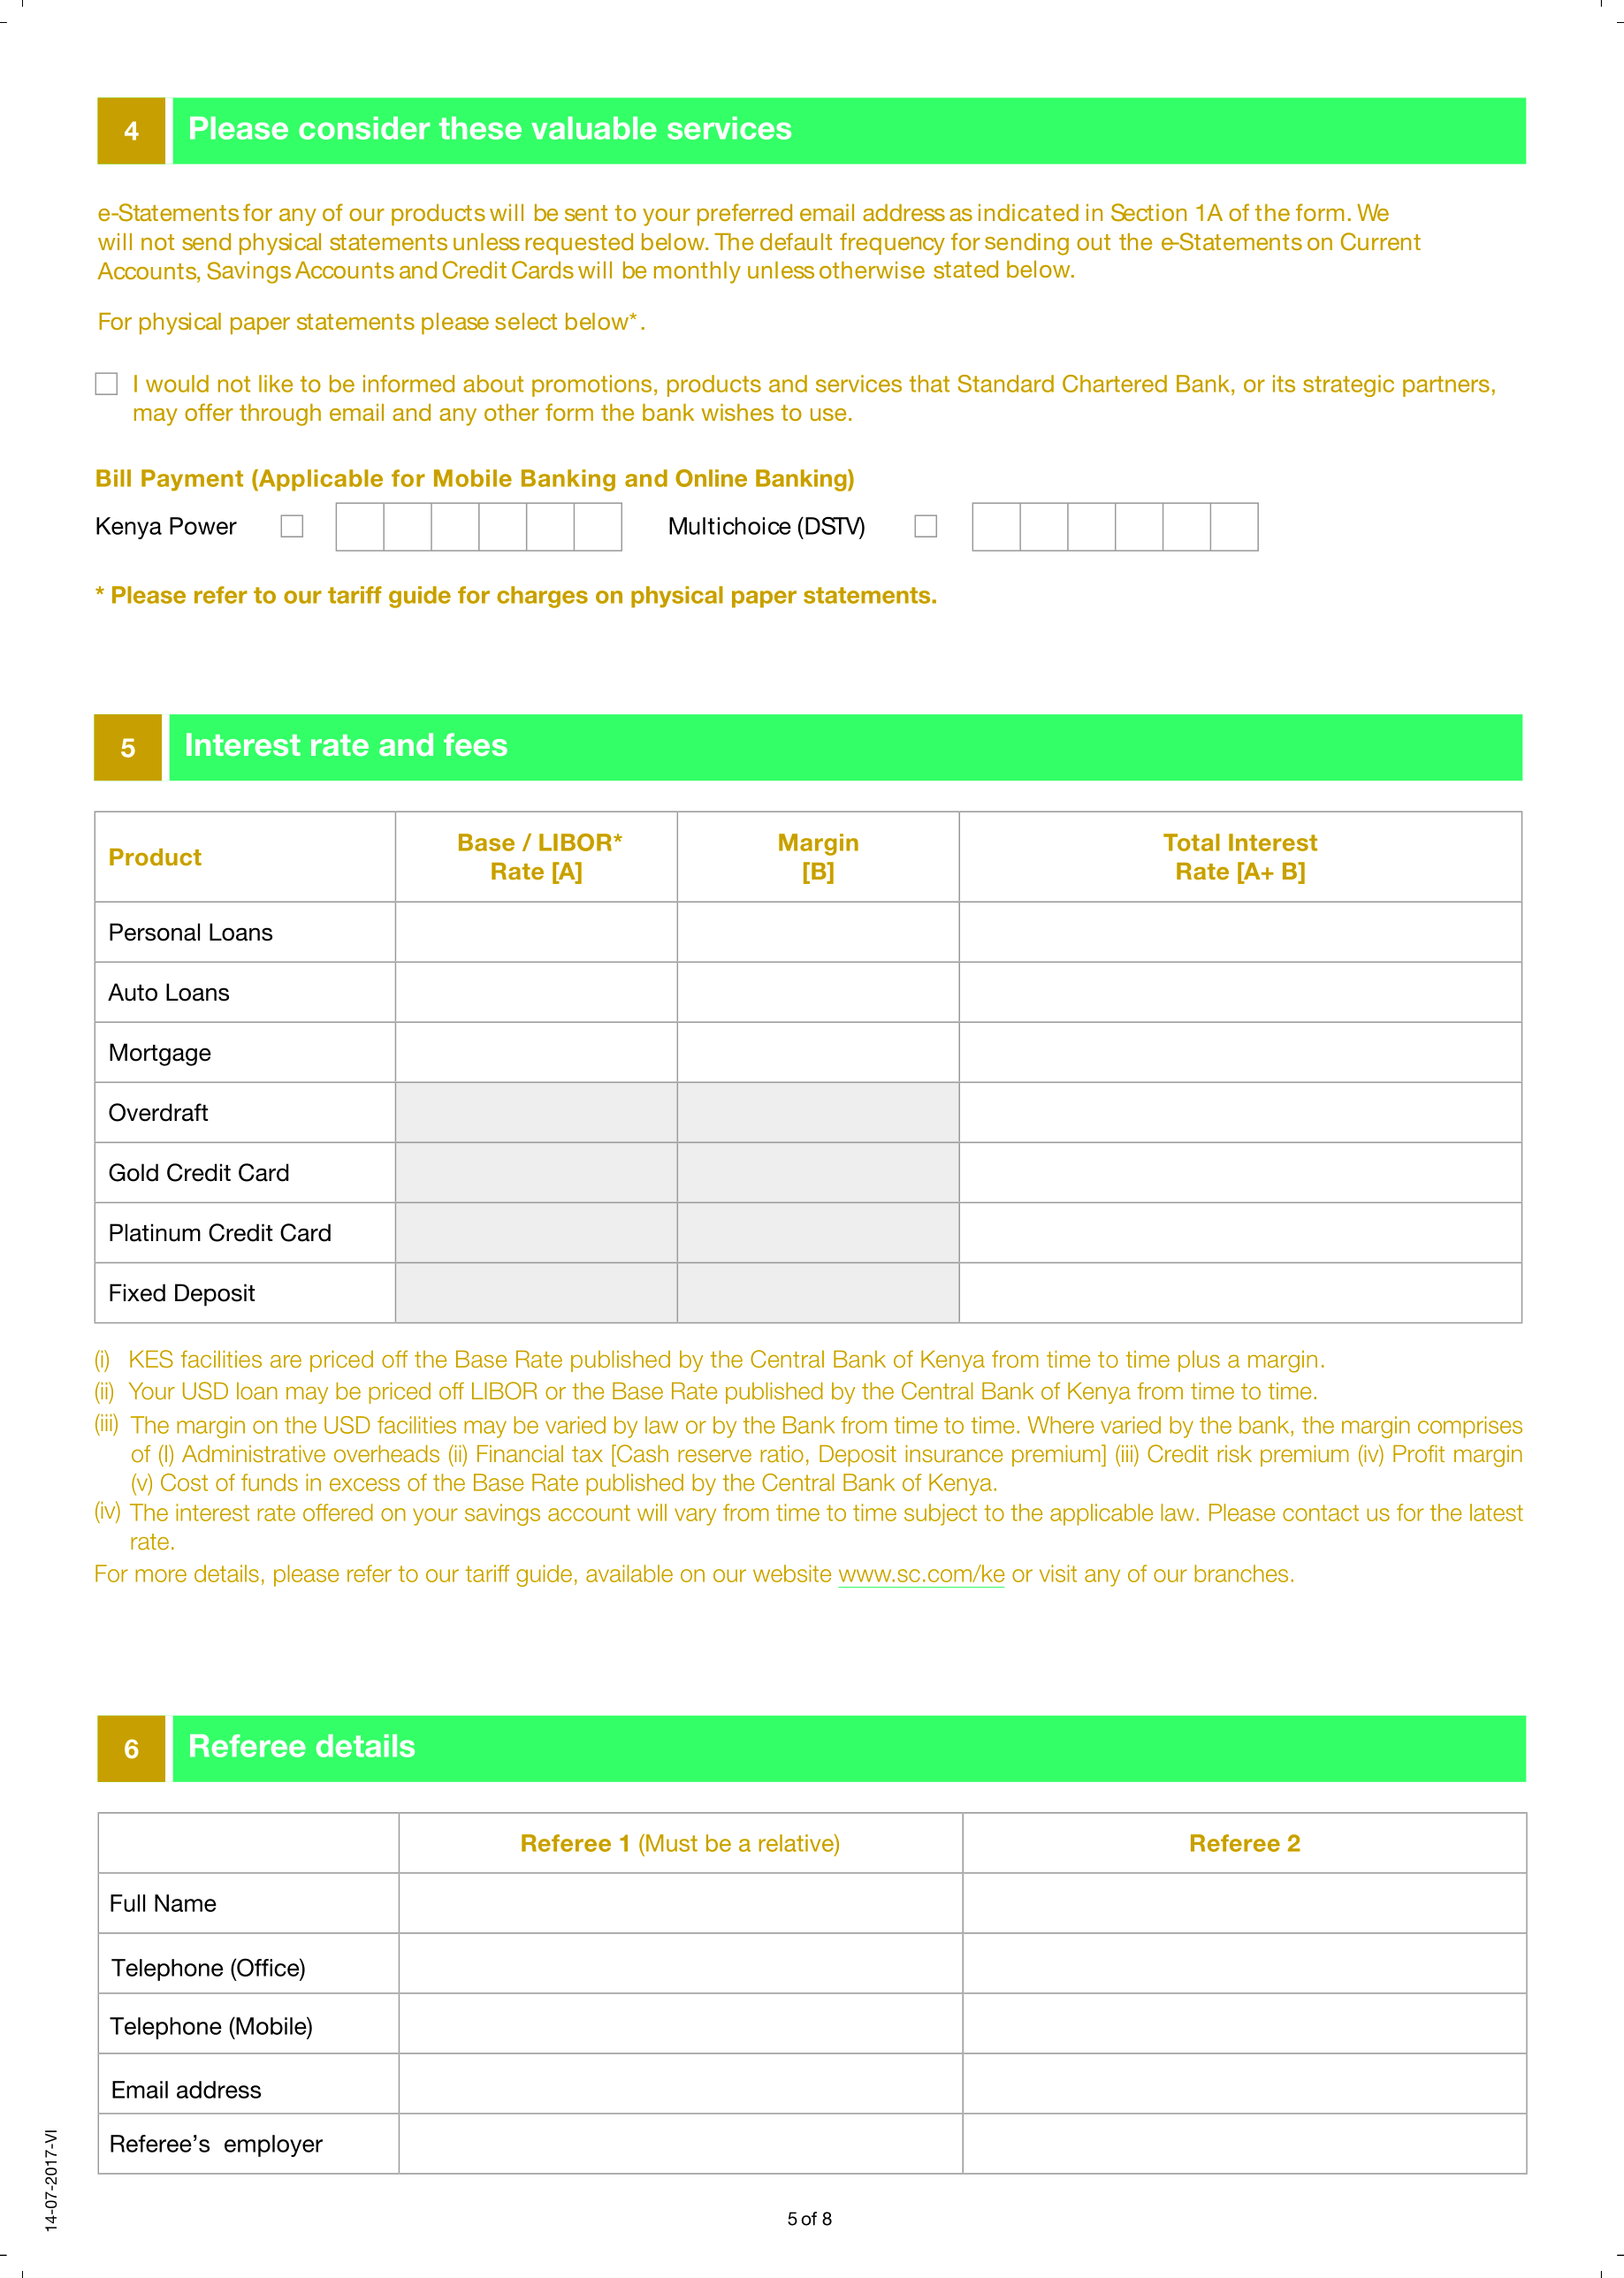 4 Please consider these valuable services
e-Statements for any of our products will be sent to your preferred email address as indicated in Section 1A of the form. We
will not send physical statements unless requested below. The default frequency for sending out the e-Statements on Current
Accounts, Savings Accounts and Credit Cards will be monthly unless otherwise stated below.
For physical paper statements please select below*.
I would not like to be informed about promotions, products and services that Standard Chartered Bank, or its strategic partners,
may offer through email and any other form the bank wishes to use.
Bill Payment (Applicable for Mobile Banking and Online Banking)
Kenya Power Multichoice (DSTV)
* Please refer to our tariff guide for charges on physical paper statements.
5 Interest rate and fees
Product Base / LIBOR* Rate [A] Margin [B] Total Interest Rate [A+ B]
Personal Loans
Auto Loans
Mortgage
Overdraft
Gold Credit Card
Platinum Credit Card
Fixed Deposit
(i) KES facilities are priced off the Base Rate published by the Central Bank of Kenya from time to time plus a margin.
(ii) Your USD loan may be priced off LIBOR or the Base Rate published by the Central Bank of Kenya from time to time.
(iii) The margin on the USD facilities may be varied by law or by the Bank from time to time. Where varied by the bank, the margin comprises
of (I) Administrative overheads (ii) Financial tax [Cash reserve ratio, Deposit insurance premium] (iii) Credit risk premium (iv) Profit margin
(v) Cost of funds in excess of the Base Rate published by the Central Bank of Kenya.
(iv) The interest rate offered on your savings account will vary from time to time subject to the applicable law. Please contact us for the latest
rate.
For more details, please refer to our tariff guide, available on our website www.sc.com/ke or visit any of our branches.
6 Referee details
Referee 1 (Must be a relative) Referee 2
Full Name
Telephone (Office)
Telephone (Mobile)
Email address
Referee’s employer
14-07-2017-VI
5 of 8